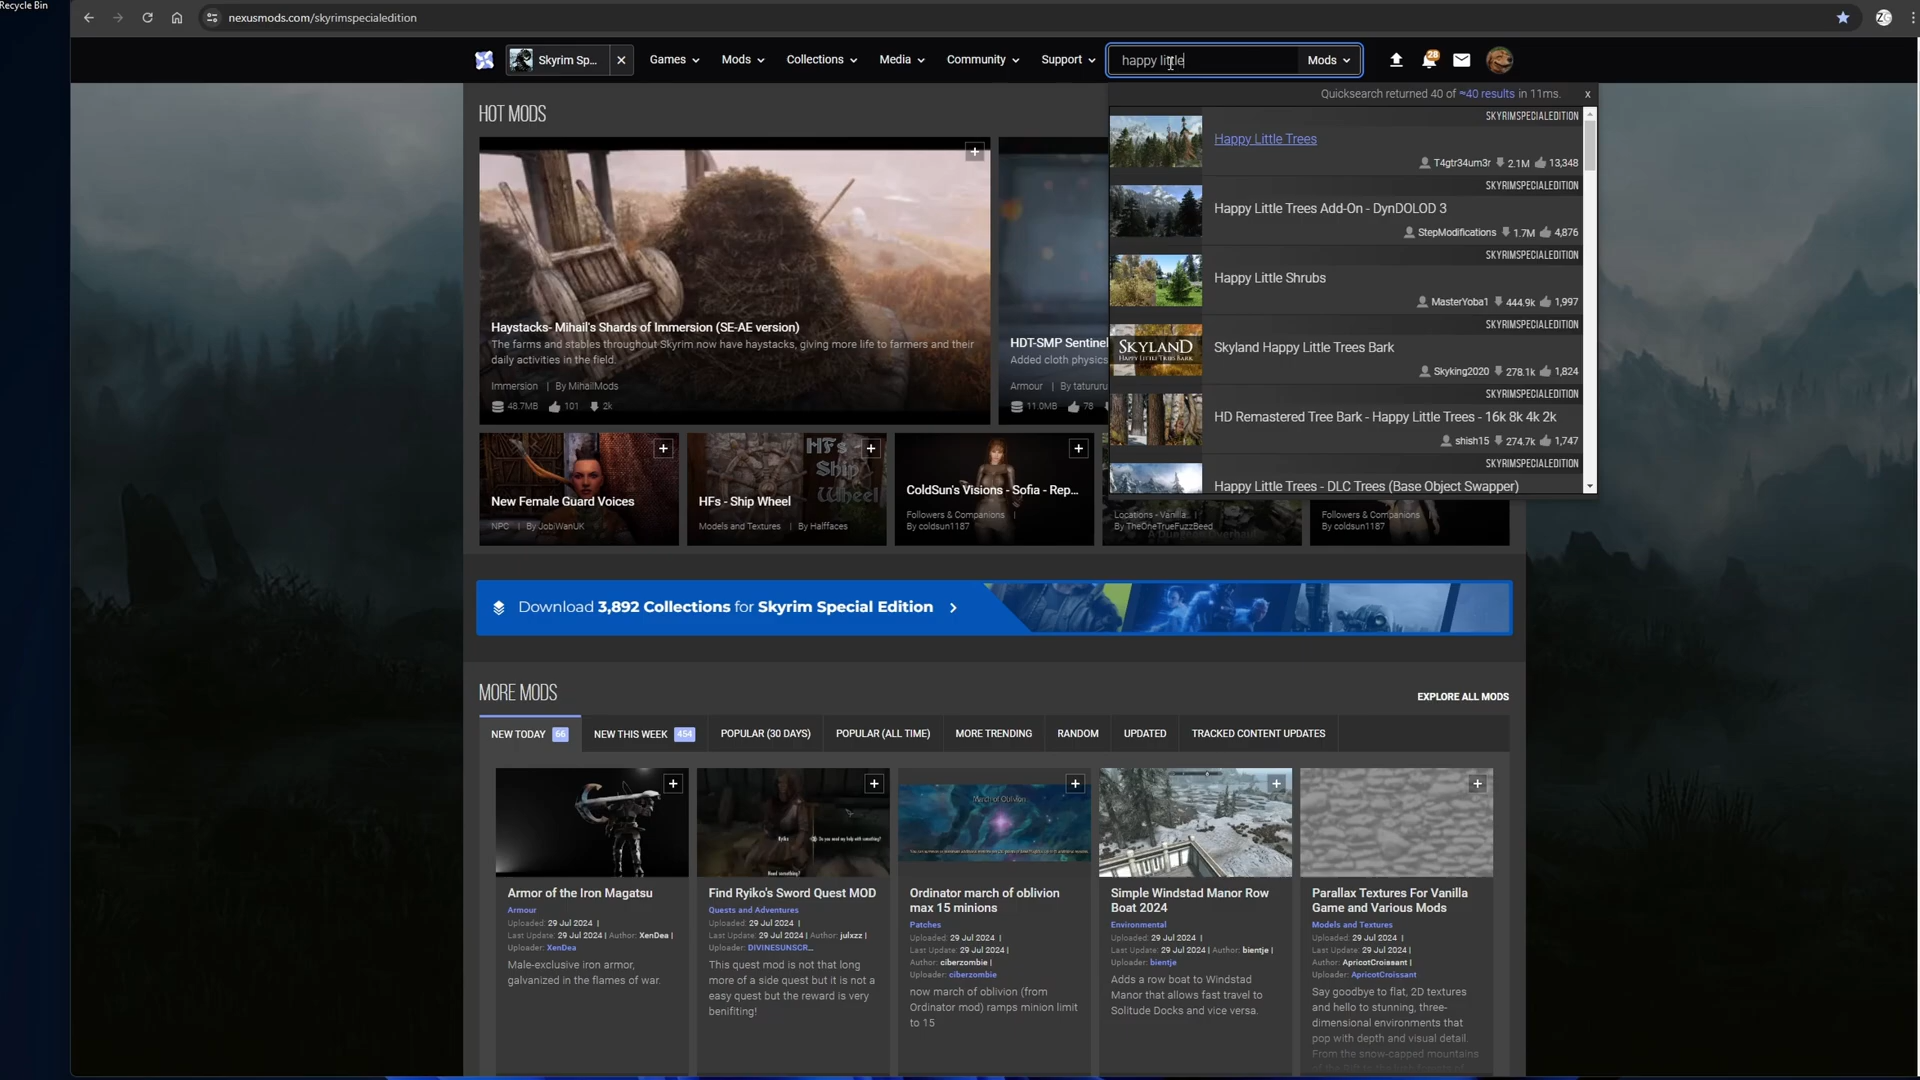 Recycle Bin
nexusmods.com/skyrimspecialedition
Skyrim Sp...
Games
Mods
Collections
Media
Community
Support
happy little
Mods
28
ZG
Quicksearch returned 40 of ≈40 results in 11ms.
x
SKYRIMSPECIALEDITION
Happy Little Trees
T4gtr34um3r 2.1M 13,348
SKYRIMSPECIALEDITION
Happy Little Trees Add-On - DynDOLOD 3
StepModifications 1.7M 4,876
SKYRIMSPECIALEDITION
Happy Little Shrubs
MasterYoba1 444.9k 1,997
SKYRIMSPECIALEDITION
SKYLAND
HAPPY LITTLE TREES BARK
Skyland Happy Little Trees Bark
Skyking2020 278.1k 1,824
SKYRIMSPECIALEDITION
HD Remastered Tree Bark - Happy Little Trees - 16k 8k 4k 2k
shish15 274.7k 1,747
SKYRIMSPECIALEDITION
Happy Little Trees - DLC Trees (Base Object Swapper)
HOT MODS
Haystacks- Mihail's Shards of Immersion (SE-AE version)
The farms and stables throughout Skyrim now have haystacks, giving more life to farmers and their
daily activities in the field.
Immersion | By MihailMods
48.7MB 101 2k
HDT-SMP Sentinel
Added cloth physics
Armour | By tatururu
11.0MB 78
New Female Guard Voices
NPC | By JobiWanUK
HFs
Ship
Wheel
HFs - Ship Wheel
Models and Textures | By Halffaces
ColdSun's Visions - Sofia - Rep...
Followers & Companions |
By coldsun1187
Locations - Vanilla |
By TheOneTrueFuzzBeed
Followers & Companions |
By coldsun1187
Download 3,892 Collections for Skyrim Special Edition
MORE MODS
EXPLORE ALL MODS
NEW TODAY 66
NEW THIS WEEK 454
POPULAR (30 DAYS)
POPULAR (ALL TIME)
MORE TRENDING
RANDOM
UPDATED
TRACKED CONTENT UPDATES
Armor of the Iron Magatsu
Armour
Uploaded: 29 Jul 2024 |
Last Update: 29 Jul 2024 | Author: XenDea |
Uploader: XenDea
Male-exclusive iron armor,
galvanized in the flames of war.
Find Ryiko's Sword Quest MOD
Quests and Adventures
Uploaded: 29 Jul 2024 |
Last Update: 29 Jul 2024 | Author: julxzz |
Uploader: DIVINESUNSCR...
This quest mod is not that long
more of a side quest but it is not a
easy quest but the reward is very
benifiting!
Ordinator march of oblivion
max 15 minions
Patches
Uploaded: 29 Jul 2024 |
Last Update: 29 Jul 2024 |
Author: ciberzombie |
Uploader: ciberzombie
now march of oblivion (from
Ordinator mod) ramps minion limit
to 15
Simple Windstad Manor Row
Boat 2024
Environmental
Uploaded: 29 Jul 2024 |
Last Update: 29 Jul 2024 | Author: bientje |
Uploader: bientje
Adds a row boat to Windstad
Manor that allows fast travel to
Solitude Docks and vice versa.
Parallax Textures For Vanilla
Game and Various Mods
Models and Textures
Uploaded: 29 Jul 2024 |
Last Update: 29 Jul 2024 |
Author: ApricotCroissant |
Uploader: ApricotCroissant
Say goodbye to flat, 2D textures
and hello to stunning, three-
dimensional environments that
pop with depth and visual detail.
From the snow-capped mountains